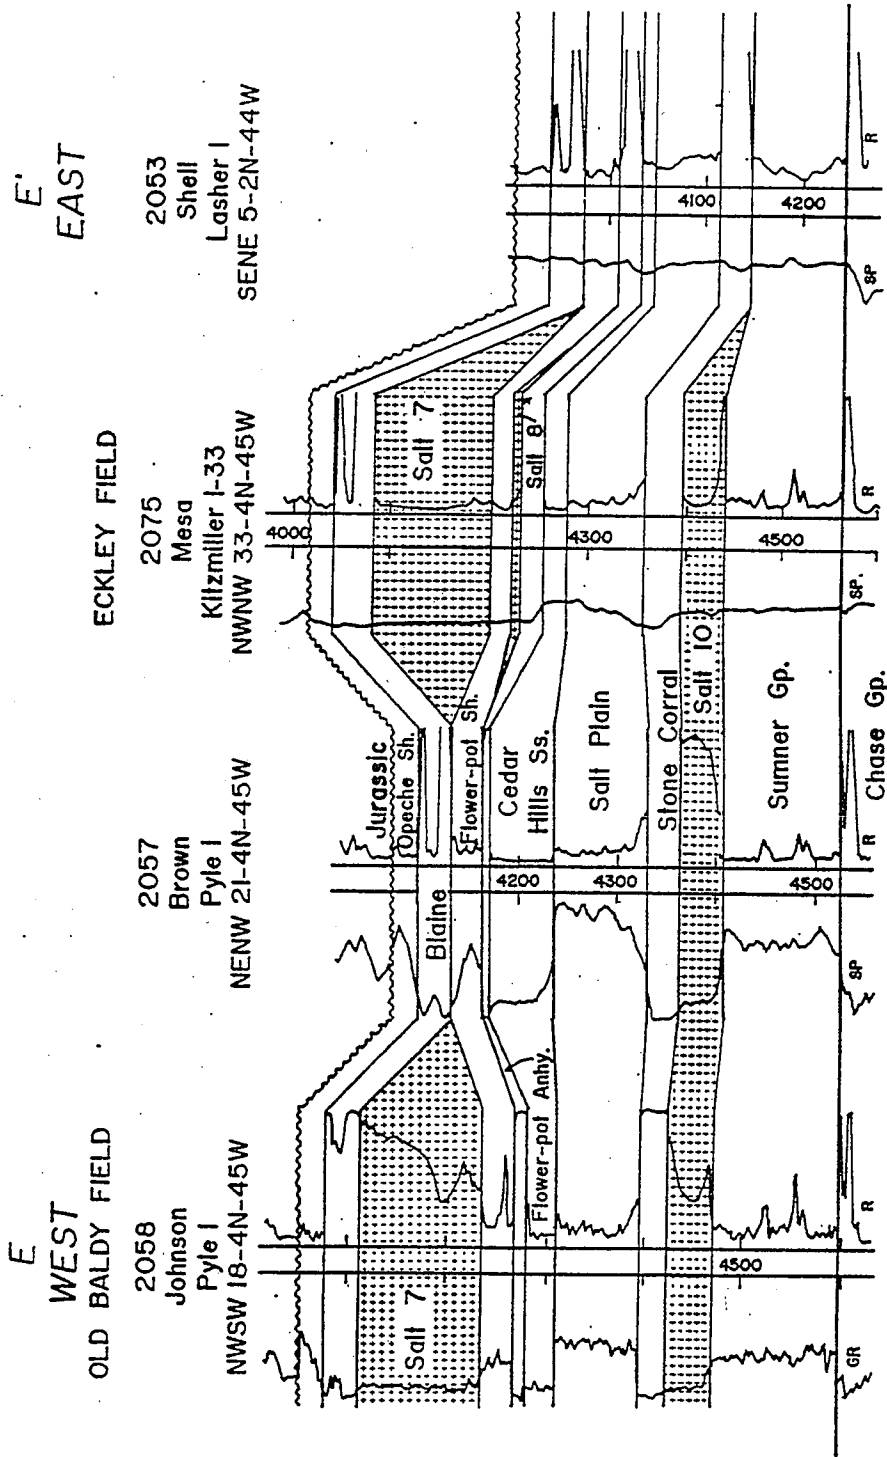 E
WEST
OLD BALDY FIELD
2058
Johnson
Pyle 1
NWSW 18-4N-45W
2057
Brown
Pyle 1
NENW 21-4N-45W
ECKLEY FIELD
2075
Mesa
Kitzmiller 1-33
NWNW 33-4N-45W
E'
EAST
2053
Shell
Lasher 1
SENE 5-2N-44W
Jurassic
Opeche Sh.
Blaine
Salt 7
Salt 7
Flower-pot Sh.
Flower-pot Anhy.
Salt 8
Cedar
Hills Ss.
Salt Plain
Stone Corral
Salt 10
Sumner Gp.
Chase Gp.
4500
4200
4300
4500
4000
4300
4500
4100
4200
GR
R
SP
R
SP.
R
SP
R